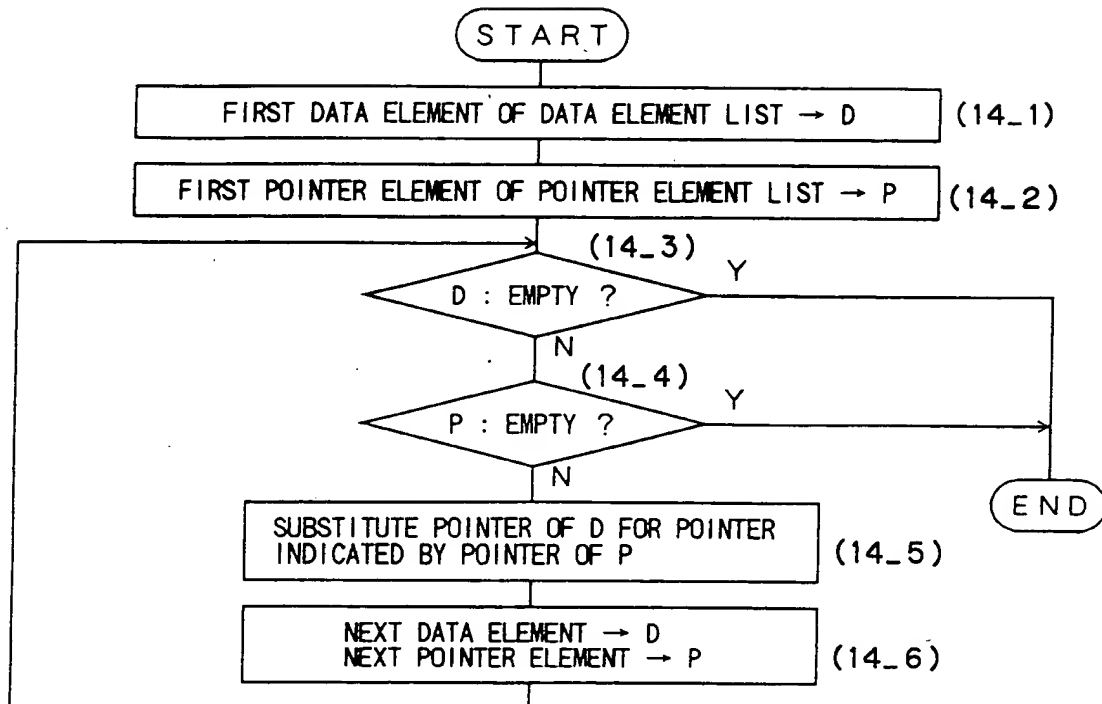 START
FIRST DATA ELEMENT OF DATA ELEMENT LIST → D (14_1)
FIRST POINTER ELEMENT OF POINTER ELEMENT LIST → P (14_2)
(14_3)
D : EMPTY ? Y
N
(14_4)
P : EMPTY ? Y
N
END
SUBSTITUTE POINTER OF D FOR POINTER
INDICATED BY POINTER OF P (14_5)
NEXT DATA ELEMENT → D
NEXT POINTER ELEMENT → P (14_6)